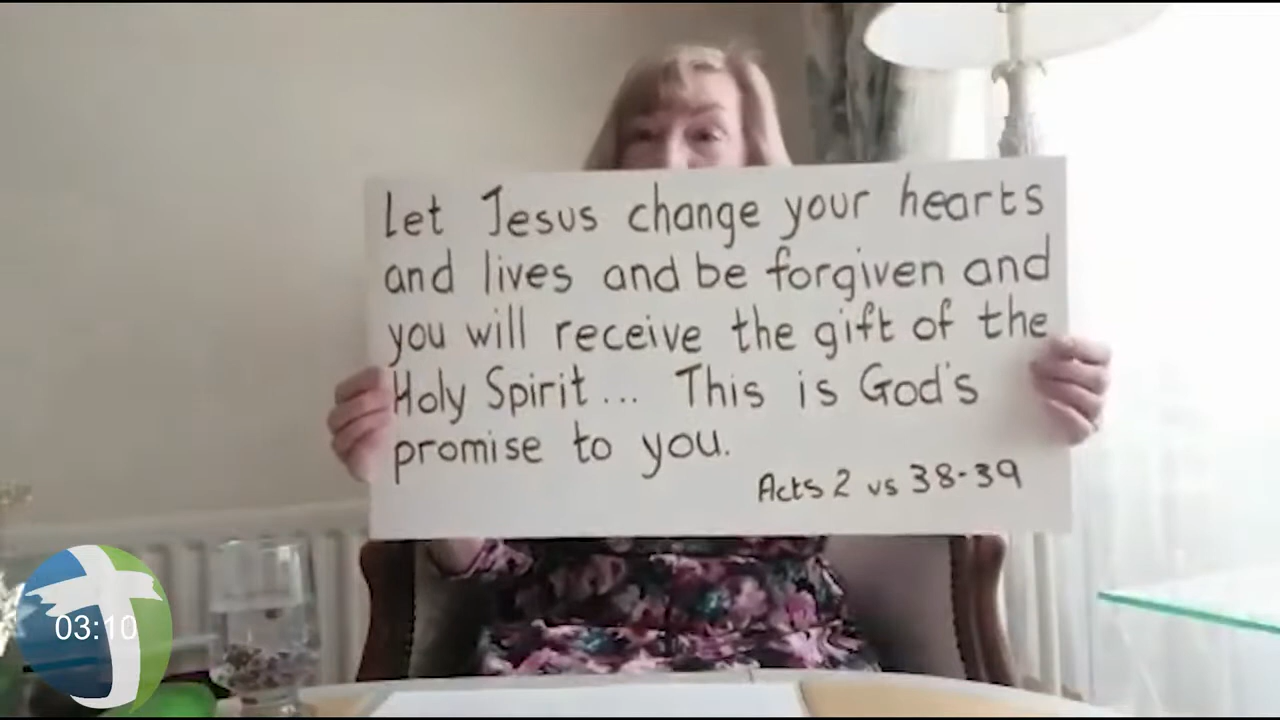 Let Jesus change your hearts
and lives and be forgiven and
you will receive the gift of the
Holy Spirit... This is God's
promise to you.
Acts 2 vs 38-39
03:10